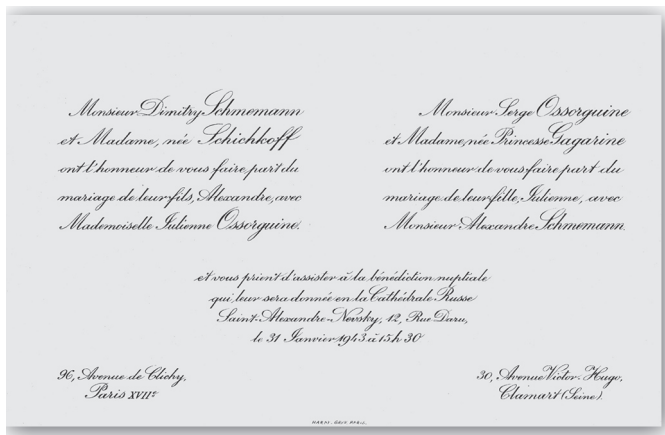 Monsieur Dimitry Schmemann
et Madame, née Schichkoff
ont l'honneur de vous faire part du
mariage de leur fils, Alexandre, avec
Mademoiselle Julienne Ossorguine.
Monsieur Serge Ossorguine
et Madame, née Princesse Gagarine
ont l'honneur de vous faire part du
mariage de leur fille, Julienne, avec
Monsieur Alexandre Schmemann.
et vous prient d'assister à la bénédiction nuptiale
qui leur sera donnée en la Cathédrale Russe
Saint-Alexandre-Newsky, 12, Rue Daru,
le 31 Janvier 1943 à 15h 30
96, Avenue de Clichy,
Paris XVIIe
30, Avenue Victor-Hugo,
Clamart (Seine).